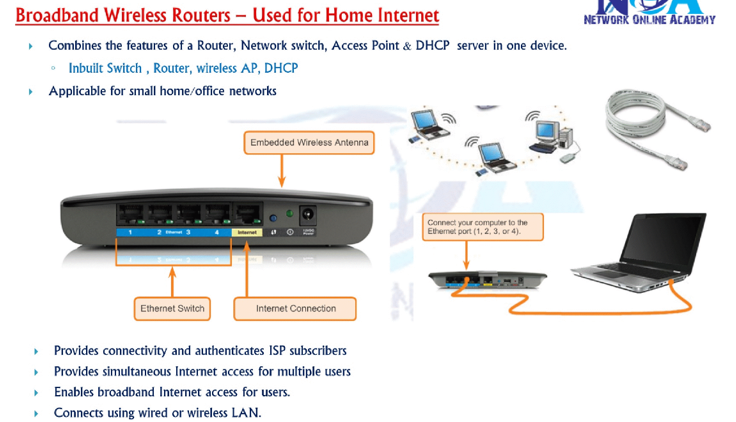 Broadband Wireless Routers – Used for Home Internet
NETWORK ONLINE ACADEMY
Combines the features of a Router, Network switch, Access Point & DHCP server in one device.
Inbuilt Switch , Router, wireless AP, DHCP
Applicable for small home/office networks
Embedded Wireless Antenna
1 2 Ethernet 3 4 Internet
Connect your computer to the
Ethernet port (1, 2, 3, or 4).
Ethernet Switch
Internet Connection
Provides connectivity and authenticates ISP subscribers
Provides simultaneous Internet access for multiple users
Enables broadband Internet access for users.
Connects using wired or wireless LAN.